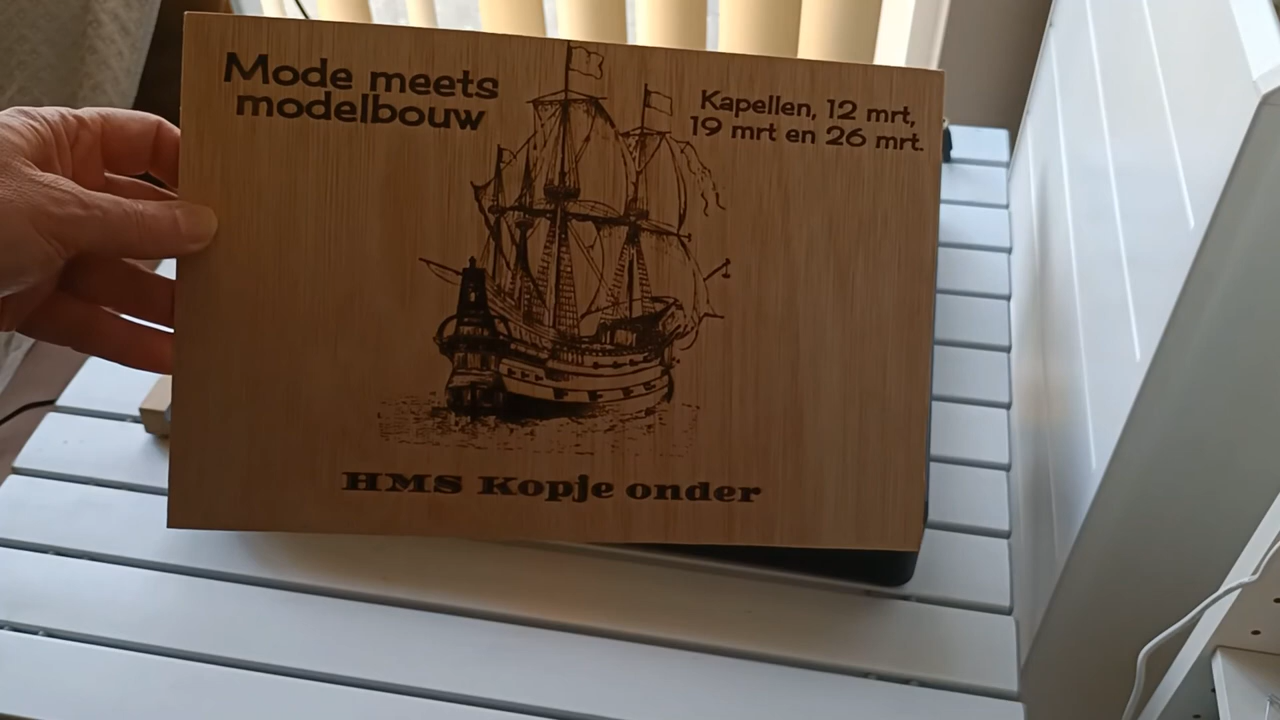 Mode meets
modelbouw
Kapellen, 12 mrt,
19 mrt en 26 mrt.
HMS Kopje onder